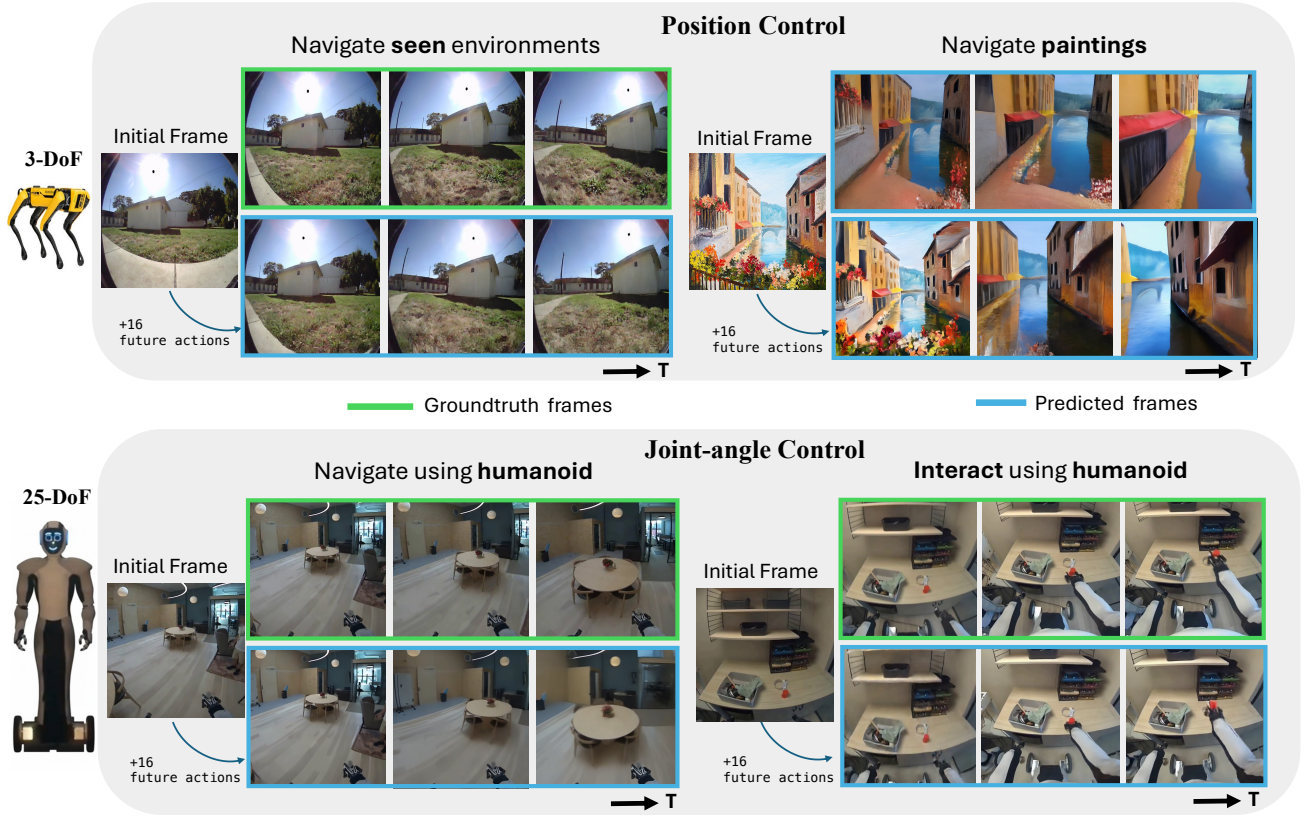 Position Control
Navigate seen environments
Navigate paintings
3-DoF
Initial Frame
+16
future actions
T
Initial Frame
+16
future actions
T
Groundtruth frames
Predicted frames
Joint-angle Control
Navigate using humanoid
Interact using humanoid
25-DoF
Initial Frame
+16
future actions
T
Initial Frame
+16
future actions
T